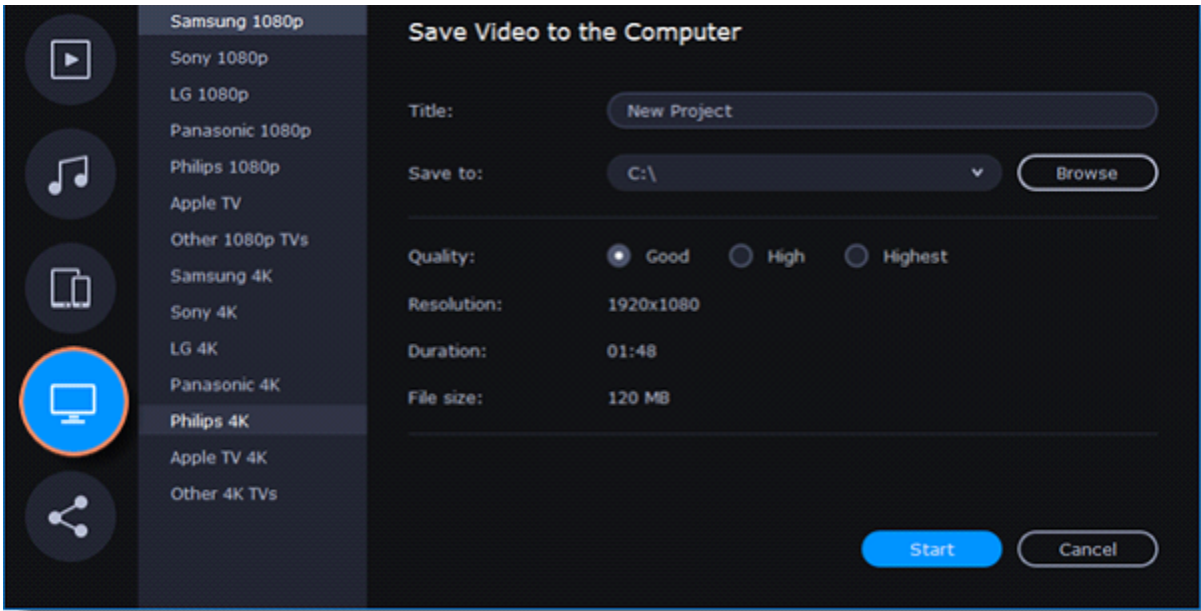 Samsung 1080p
Sony 1080p
LG 1080p
Panasonic 1080p
Philips 1080p
Apple TV
Other 1080p TVs
Samsung 4K
Sony 4K
LG 4K
Panasonic 4K
Philips 4K
Apple TV 4K
Other 4K TVs
Save Video to the Computer
Title: New Project
Save to: C:\ Browse
Quality: Good High Highest
Resolution: 1920x1080
Duration: 01:48
File size: 120 MB
Start Cancel